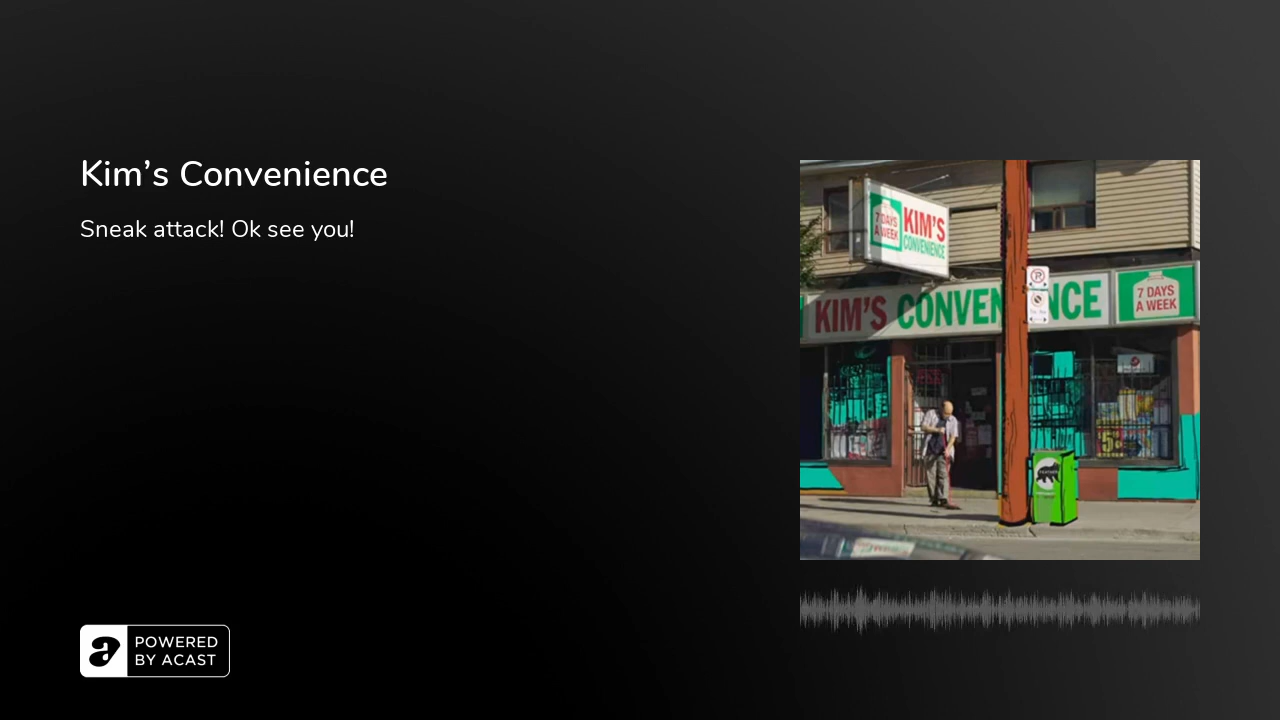 Kim’s Convenience
Sneak attack! Ok see you!
7 DAYS
A WEEK
KIM'S
CONVENIENCE
KIM'S CONVEN NCE
7 DAYS
A WEEK
POWERED
BY ACAST